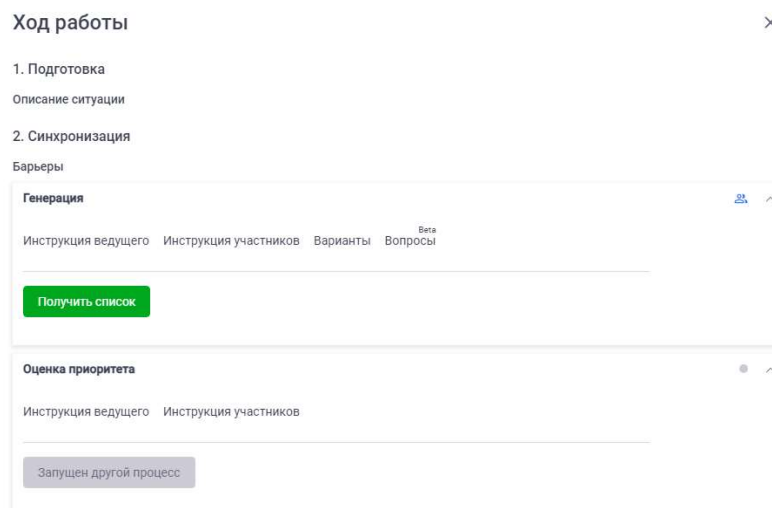 Ход работы
1. Подготовка
Описание ситуации
2. Синхронизация
Барьеры
Генерация
Beta
Инструкция ведущего Инструкция участников Варианты Вопросы
Получить список
Оценка приоритета
Инструкция ведущего Инструкция участников
Запущен другой процесс